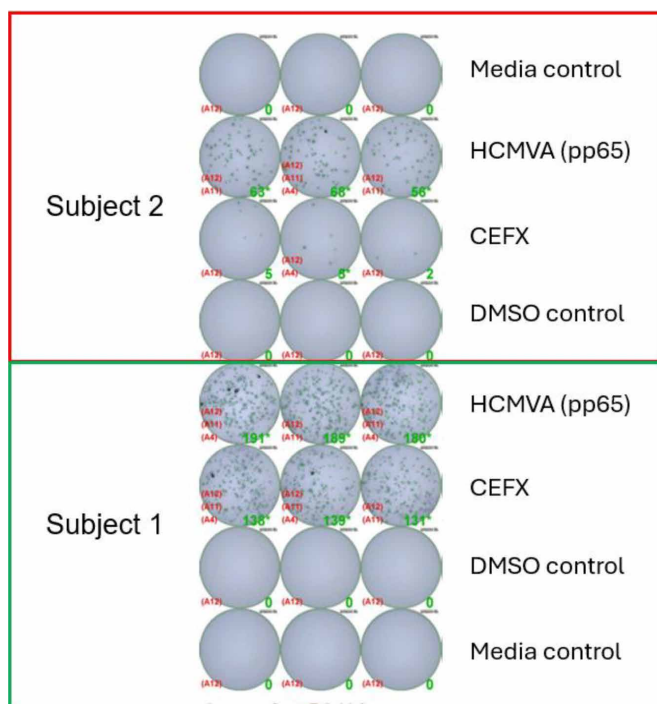 Media control
(A12) 0 (A12) 0 (A12) 0
HCMVA (pp65)
(A12)
(A12) (A11) (A12)
(A11) 63* (A4) 68* (A11) 56*
Subject 2
CEFX
(A12)
(A12) 5 (A4) (A12) 2
DMSO control
(A12) 0 (A12) 0 (A12) 0
HCMVA (pp65)
(A12) (A12)
(A11) (A12) (A11)
(A4) 191* (A11) (A4) 180*
CEFX
(A12) (A12)
(A11) (A11) (A12)
(A4) 138* (A4) 139* (A11) 131*
Subject 1
DMSO control
(A12) 0 (A12) 0 (A12) 0
Media control
(A12) 0 (A12) 0 (A12) 0